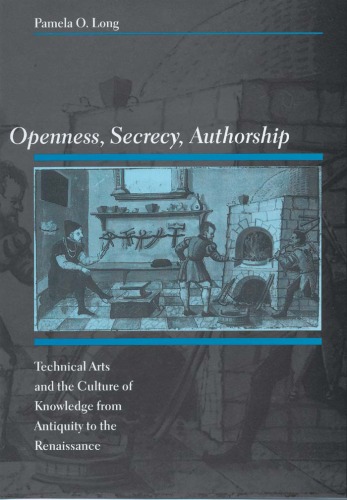 Pamela O. Long
Openness, Secrecy, Authorship
Technical Arts
and the Culture of
Knowledge from
Antiquity to the
Renaissance